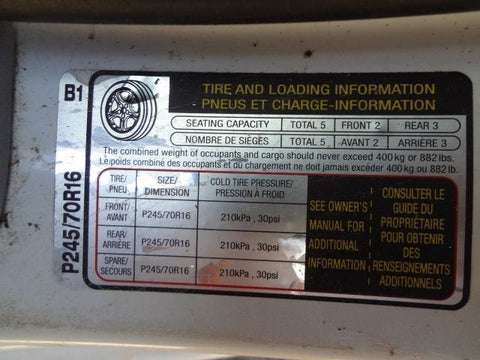 B1
P245/70R16
TIRE AND LOADING INFORMATION
PNEUS ET CHARGE-INFORMATION
SEATING CAPACITY TOTAL 5 FRONT 2 REAR 3
NOMBRE DE SIÈGES TOTAL 5 AVANT 2 ARRIÈRE 3
The combined weight of occupants and cargo should never exceed 400 kg or 882 lbs.
Le poids combiné des occupants et du chargement ne doit jamais excéder 400 kg ou 882 lb.
TIRE/ SIZE/ COLD TIRE PRESSURE/
PNEU DIMENSION PRESSION À FROID
FRONT/
AVANT P245/70R16 210kPa , 30psi
REAR/
ARRIÈRE P245/70R16 210kPa , 30psi
SPARE/
SECOURS P245/70R16 210kPa , 30psi
SEE OWNER'S
MANUAL FOR
ADDITIONAL
INFORMATION
CONSULTER LE
GUIDE DU
PROPRIÉTAIRE
POUR OBTENIR
DES
RENSEIGNEMENTS
ADDITIONNELS